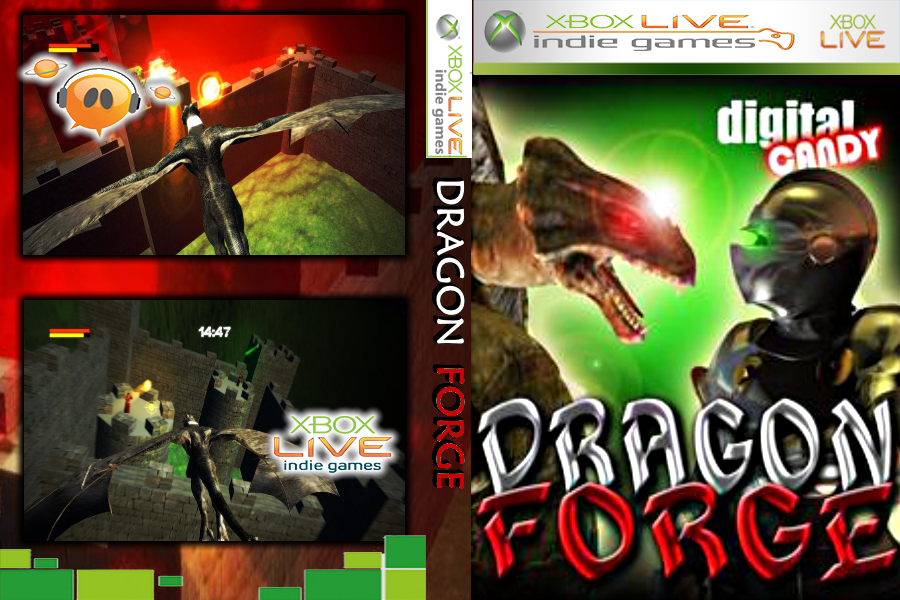 14:47
XBOX
LIVE
indie games
XBOX LIVE
indie games
DRAGON FORGE
XBOX LIVE
indie games
XBOX
LIVE
digital
CANDY
DRAGON
FORGE